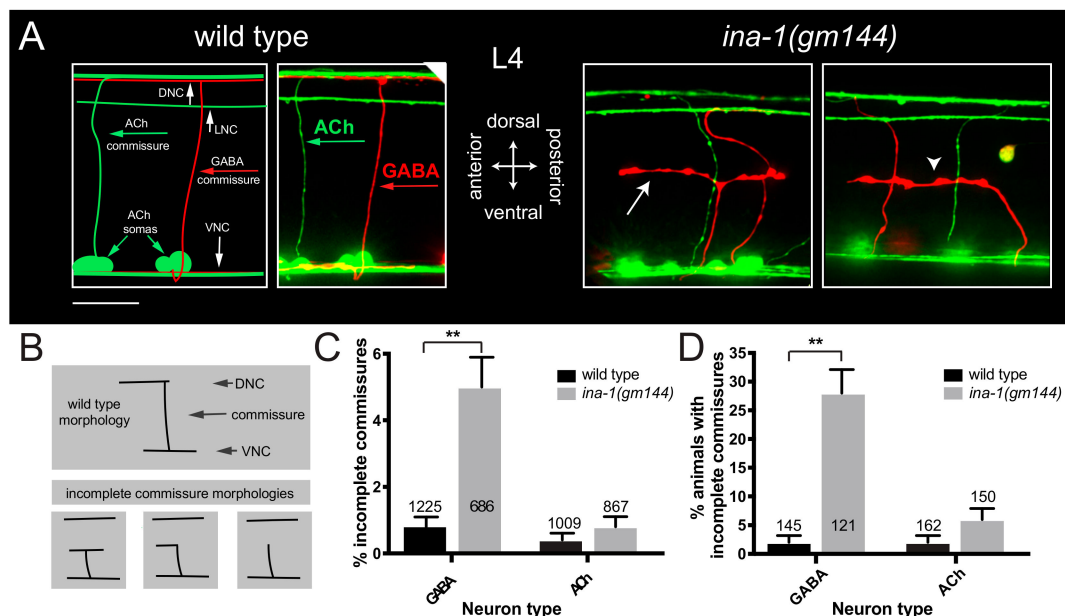 A
wild type
L4
ina-1(gm144)
DNC
LNC
ACh
commissure
GABA
commissure
ACh
somas
VNC
ACh
GABA
dorsal
anterior
posterior
ventral
B
wild type
morphology
DNC
commissure
VNC
incomplete commissure morphologies
C
% incomplete commissures
6
4
2
0
**
wild type
ina-1(gm144)
1225
686
1009
867
GABA
ACh
Neuron type
D
% animals with
incomplete commissures
35
30
25
20
15
10
5
0
**
wild type
ina-1(gm144)
145
121
162
150
GABA
ACh
Neuron type